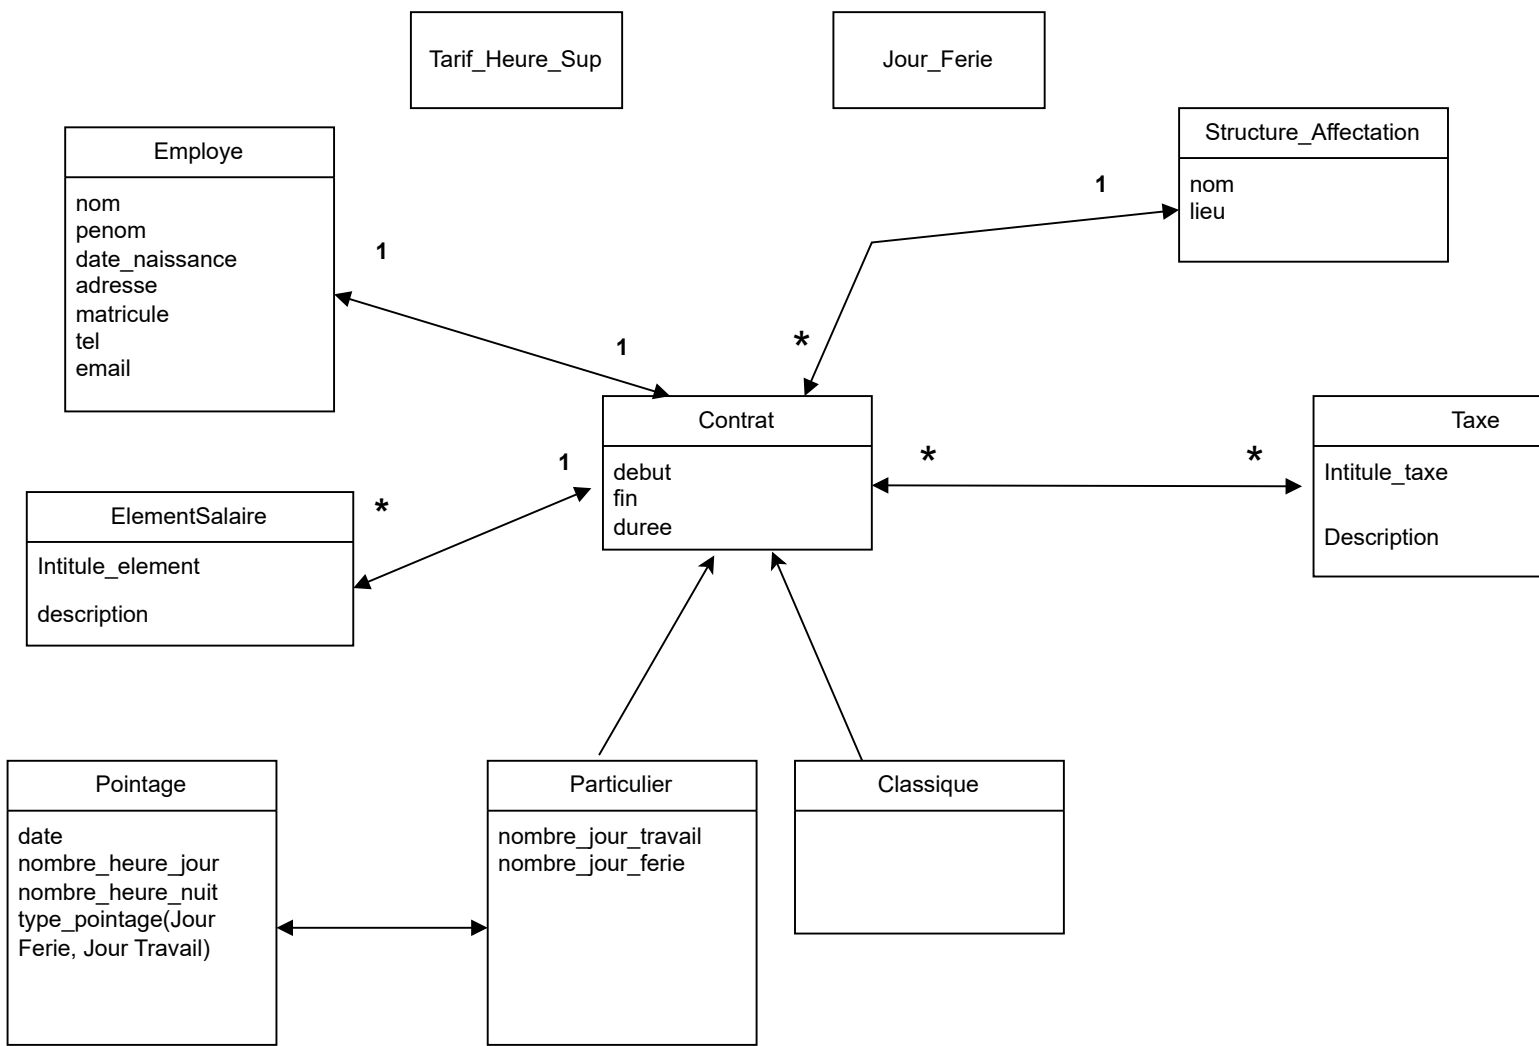 Tarif_Heure_Sup
Jour_Ferie
Structure_Affectation
nom
lieu
1
Employe
nom
penom
date_naissance
adresse
matricule
tel
email
1
1
*
Contrat
debut
fin
duree
*
*
Taxe
Intitule_taxe
Description
1
*
ElementSalaire
Intitule_element
description
Pointage
date
nombre_heure_jour
nombre_heure_nuit
type_pointage(Jour
Ferie, Jour Travail)
Particulier
nombre_jour_travail
nombre_jour_ferie
Classique